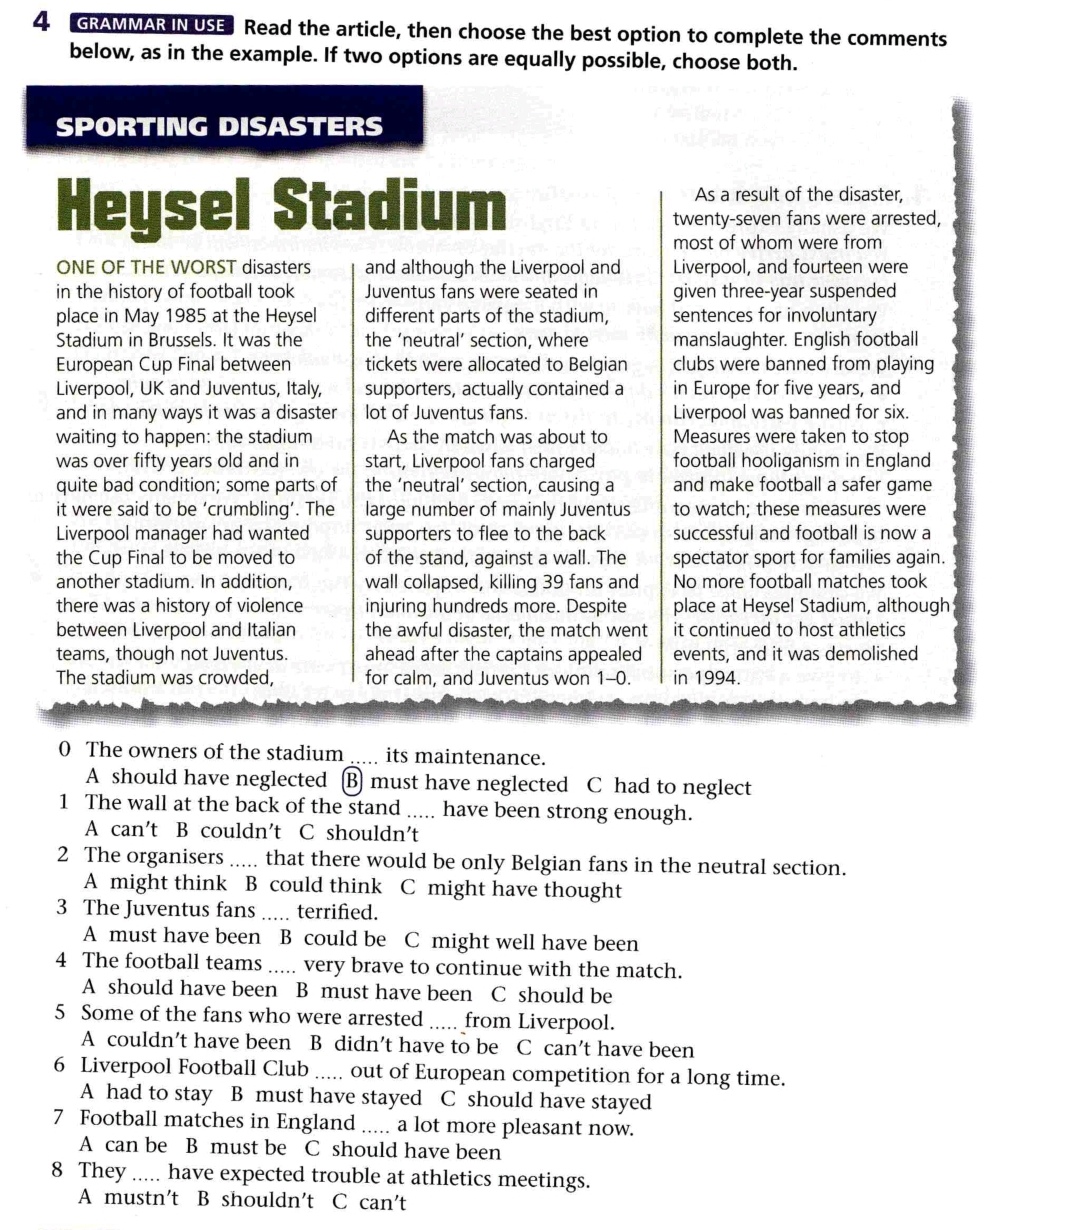 4 GRAMMAR IN USE Read the article, then choose the best option to complete the comments
below, as in the example. If two options are equally possible, choose both.
SPORTING DISASTERS
Heysel Stadium
ONE OF THE WORST disasters
in the history of football took
place in May 1985 at the Heysel
Stadium in Brussels. It was the
European Cup Final between
Liverpool, UK and Juventus, Italy,
and in many ways it was a disaster
waiting to happen: the stadium
was over fifty years old and in
quite bad condition; some parts of
it were said to be 'crumbling'. The
Liverpool manager had wanted
the Cup Final to be moved to
another stadium. In addition,
there was a history of violence
between Liverpool and Italian
teams, though not Juventus.
The stadium was crowded,
and although the Liverpool and
Juventus fans were seated in
different parts of the stadium,
the 'neutral' section, where
tickets were allocated to Belgian
supporters, actually contained a
lot of Juventus fans.
As the match was about to
start, Liverpool fans charged
the 'neutral' section, causing a
large number of mainly Juventus
supporters to flee to the back
of the stand, against a wall. The
wall collapsed, killing 39 fans and
injuring hundreds more. Despite
the awful disaster, the match went
ahead after the captains appealed
for calm, and Juventus won 1–0.
As a result of the disaster,
twenty-seven fans were arrested,
most of whom were from
Liverpool, and fourteen were
given three-year suspended
sentences for involuntary
manslaughter. English football
clubs were banned from playing
in Europe for five years, and
Liverpool was banned for six.
Measures were taken to stop
football hooliganism in England
and make football a safer game
to watch; these measures were
successful and football is now a
spectator sport for families again.
No more football matches took
place at Heysel Stadium, although
it continued to host athletics
events, and it was demolished
in 1994.
0 The owners of the stadium ..... its maintenance.
A should have neglected B must have neglected C had to neglect
1 The wall at the back of the stand ..... have been strong enough.
A can't B couldn't C shouldn't
2 The organisers ..... that there would be only Belgian fans in the neutral section.
A might think B could think C might have thought
3 The Juventus fans ..... terrified.
A must have been B could be C might well have been
4 The football teams ..... very brave to continue with the match.
A should have been B must have been C should be
5 Some of the fans who were arrested ..... from Liverpool.
A couldn't have been B didn't have to be C can't have been
6 Liverpool Football Club ..... out of European competition for a long time.
A had to stay B must have stayed C should have stayed
7 Football matches in England ..... a lot more pleasant now.
A can be B must be C should have been
8 They ..... have expected trouble at athletics meetings.
A mustn't B shouldn't C can't